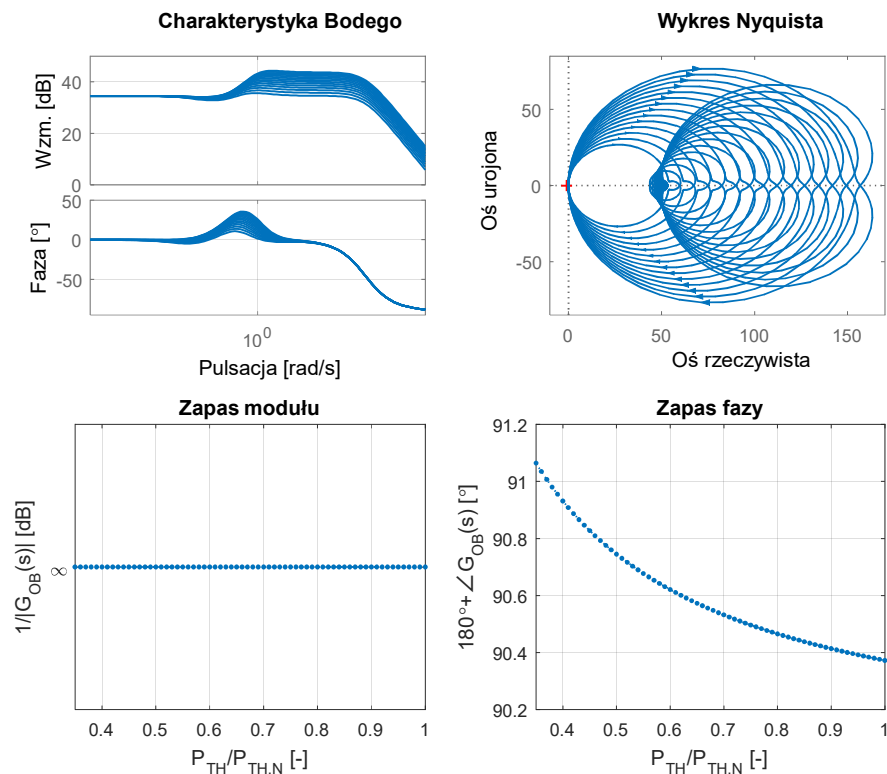 Charakterystyka Bodego
Wzm. [dB]
40
20
0
Faza [°]
50
0
-50
10⁰
Pulsacja [rad/s]
Wykres Nyquista
Oś urojona
50
0
-50
0 50 100 150
Oś rzeczywista
Zapas modułu
1/|G_OB(s)| [dB]
∞
0.4 0.5 0.6 0.7 0.8 0.9 1
P_TH/P_TH,N [-]
Zapas fazy
180°+∠G_OB(s) [°]
91.2
91
90.8
90.6
90.4
90.2
0.4 0.5 0.6 0.7 0.8 0.9 1
P_TH/P_TH,N [-]